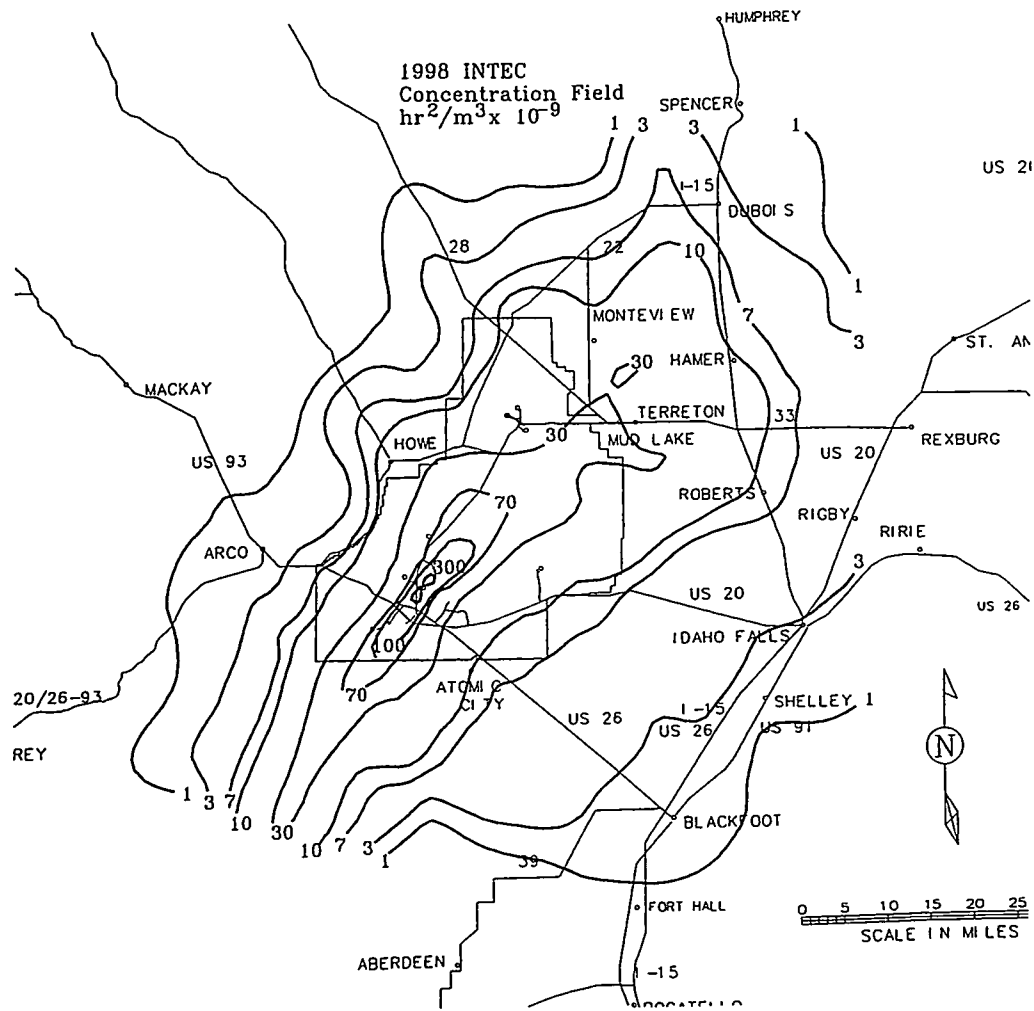 HUMPHREY
1998 INTEC
Concentration Field
hr²/m³ x 10⁻⁹
SPENCER
1
3
3
1
US 2
I-15
DUBOIS
28
22
10
1
7
3
MONTEVIEW
ST. AN
30
HAMER
MACKAY
TERRETON
33
30
MUD LAKE
REXBURG
HOWE
US 93
US 20
70
ROBERTS
RIGBY
RIRIE
ARCO
300
3
US 20
US 26
IDAHO FALLS
100
70
ATOMIC
CITY
20/26-93
I-15
SHELLEY
1
US 26
US 26
US 91
REY
N
1
3
7
10
30
10
7
3
1
BLACKFOOT
39
FORT HALL
0 5 10 15 20 25
SCALE IN MILES
ABERDEEN
I-15
POCATELLO